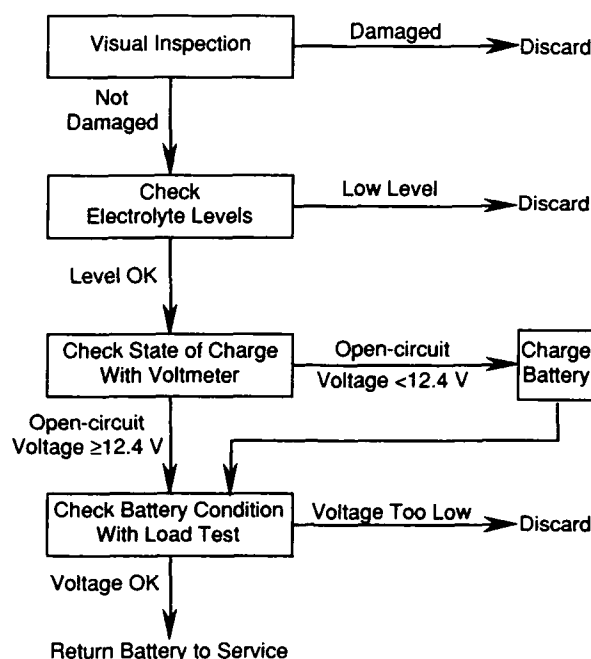 Visual Inspection
Damaged
Discard
Not
Damaged
Check
Electrolyte Levels
Low Level
Discard
Level OK
Check State of Charge
With Voltmeter
Open-circuit
Voltage <12.4 V
Charge
Battery
Open-circuit
Voltage ≥12.4 V
Check Battery Condition
With Load Test
Voltage Too Low
Discard
Voltage OK
Return Battery to Service